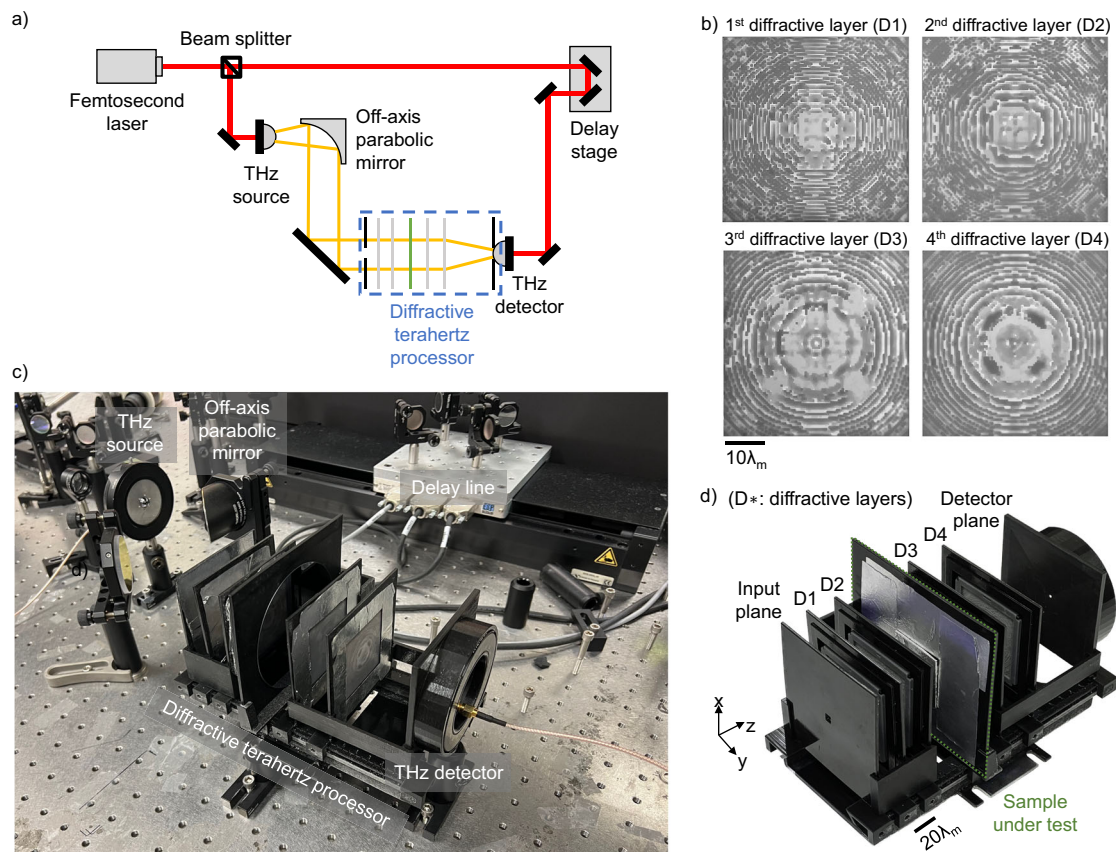 a)
Beam splitter
Femtosecond
laser
Off-axis
parabolic
mirror
THz
source
Delay
stage
THz
detector
Diffractive
terahertz
processor
b)
1st diffractive layer (D1)
2nd diffractive layer (D2)
3rd diffractive layer (D3)
4th diffractive layer (D4)
10λm
c)
THz
source
Off-axis
parabolic
mirror
Delay line
a)
Diffractive terahertz processor
THz detector
d)
(D*: diffractive layers)
Detector
plane
D4
D3
D2
D1
Input
plane
x
z
y
20λm
Sample
under test